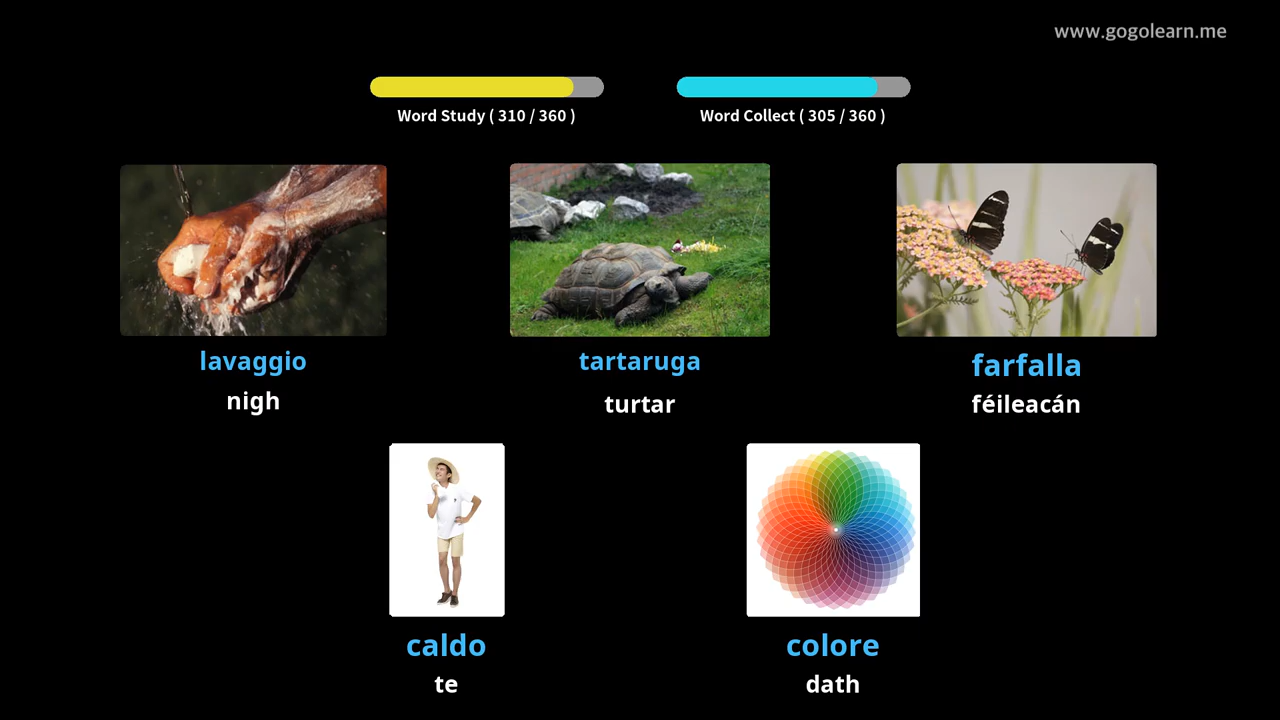 www.gogolearn.me
Word Study ( 310 / 360 )
Word Collect ( 305 / 360 )
lavaggio
nigh
tartaruga
turtar
farfalla
féileacán
caldo
te
colore
dath